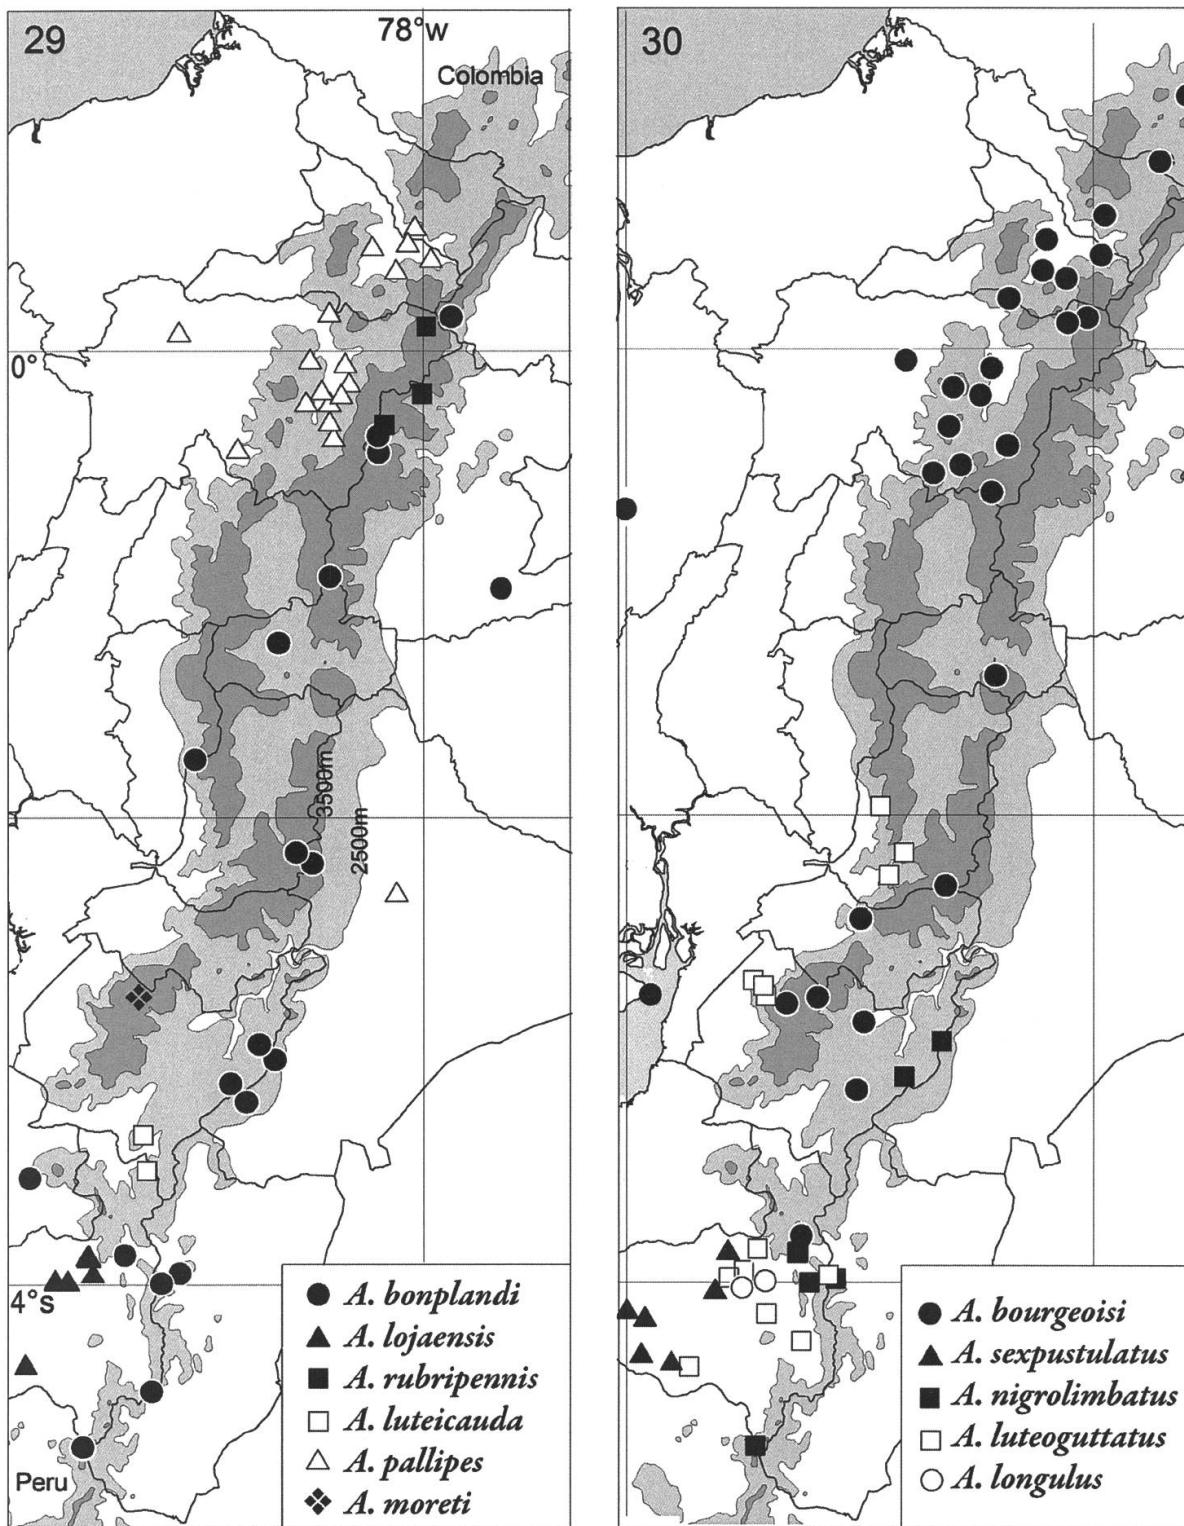 29
78°w
Colombia
0°
3500m
2500m
4°s
Peru
A. bonplandi
A. lojaensis
A. rubripennis
A. luteicauda
A. pallipes
A. moreti
30
A. bourgeoisi
A. sexpustulatus
A. nigrolimbatus
A. luteoguttatus
A. longulus